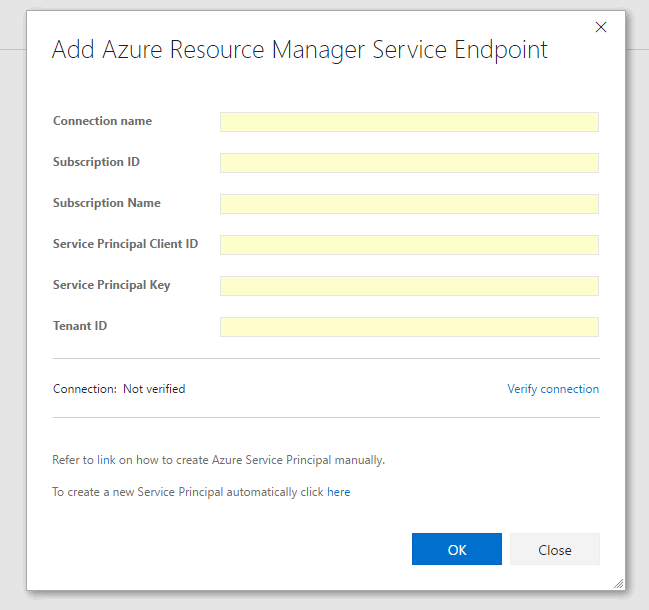 Add Azure Resource Manager Service Endpoint
Connection name
Subscription ID
Subscription Name
Service Principal Client ID
Service Principal Key
Tenant ID
Connection: Not verified Verify connection
Refer to link on how to create Azure Service Principal manually.
To create a new Service Principal automatically click here
OK Close